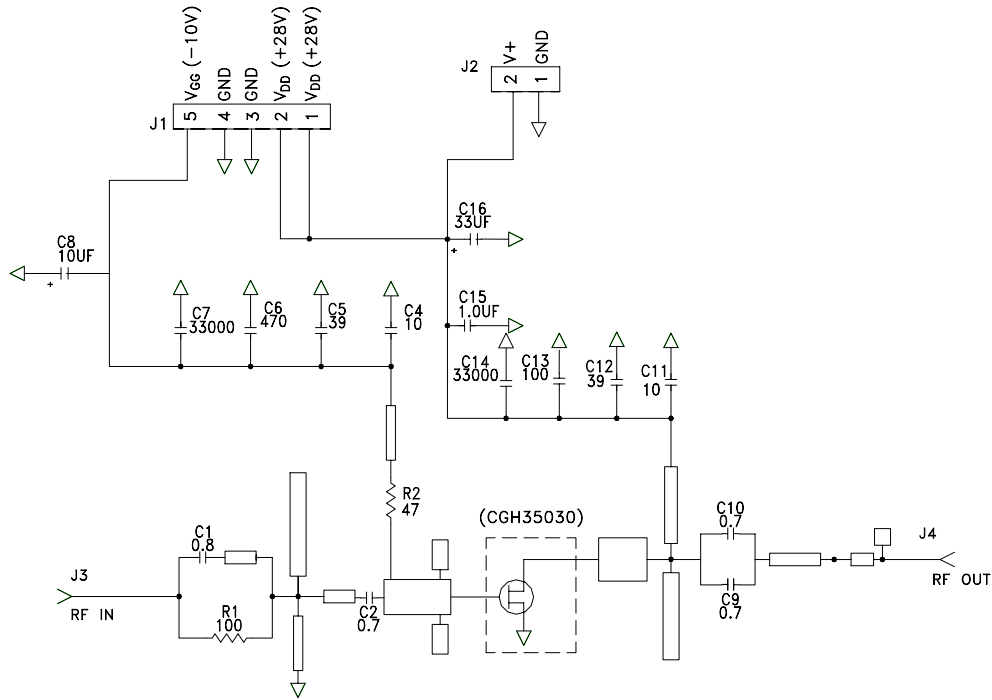 VGG (-10V)
GND
GND
VDD (+28V)
VDD (+28V)
J1
5
4
3
2
1
V+
GND
J2
2
1
C8
10UF
+
C16
33UF
+
C15
1.0UF
C7
33000
C6
470
C5
39
C4
10
C14
33000
C13
100
C12
39
C11
10
R2
47
(CGH35030)
C10
0.7
C9
0.7
J4
RF OUT
C1
0.8
J3
RF IN
R1
100
C2
0.7